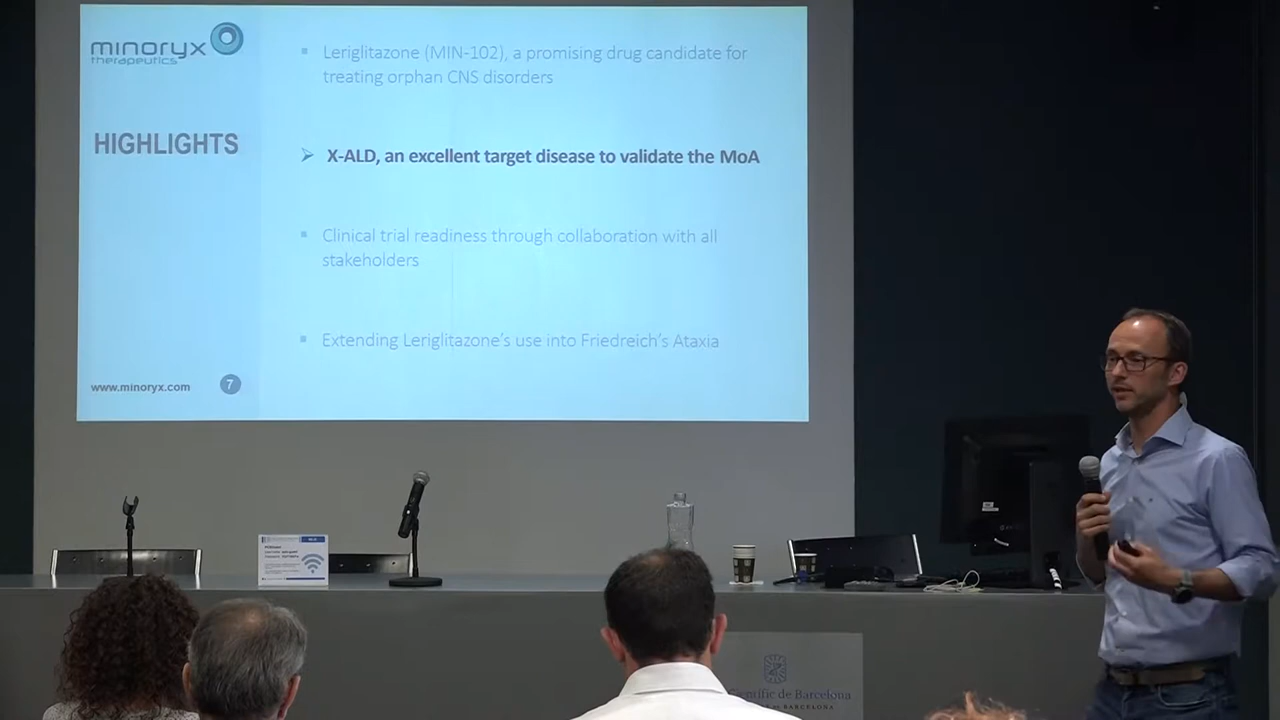 minoryx
therapeutics
HIGHLIGHTS
Leriglitazone (MIN-102), a promising drug candidate for
treating orphan CNS disorders
X-ALD, an excellent target disease to validate the MoA
Clinical trial readiness through collaboration with all
stakeholders
Extending Leriglitazone's use into Friedreich's Ataxia
www.minoryx.com
7
Científic de Barcelona
DE BARCELONA